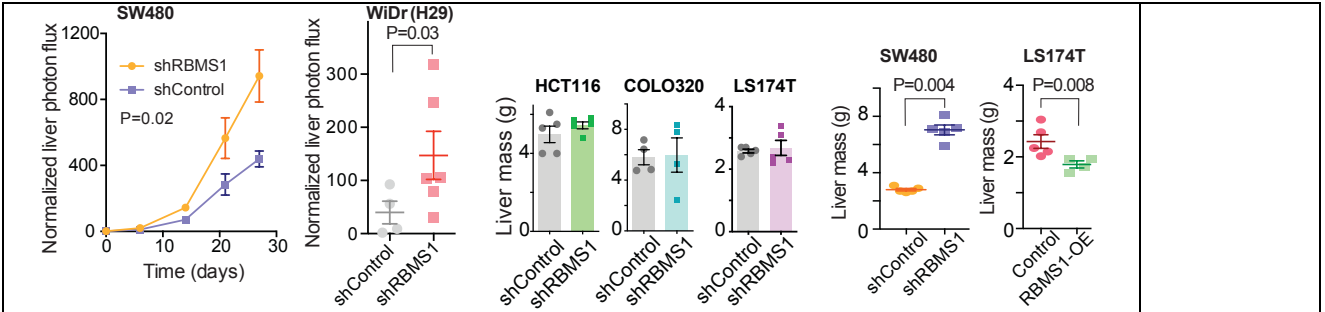 SW480
Normalized liver photon flux
1200
800
400
0
shRBMS1
shControl
P=0.02
0 10 20 30
Time (days)
WiDr (H29)
P=0.03
Normalized liver photon flux
300
200
100
0
shControl
shRBMS1
HCT116
Liver mass (g)
6
4
2
0
shControl
shRBMS1
COLO320
8
6
4
2
0
shControl
shRBMS1
LS174T
4
2
0
shControl
shRBMS1
SW480
P=0.004
Liver mass (g)
8
4
0
shControl
shRBMS1
LS174T
P=0.008
Liver mass (g)
4
2
0
Control
RBMS1-OE